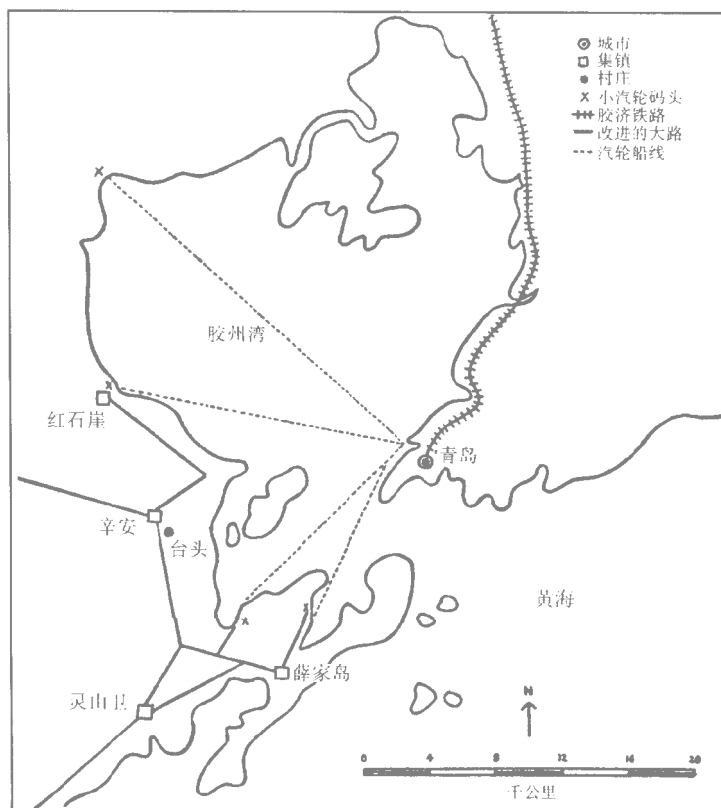 城市
集镇
村庄
小汽轮码头
胶济铁路
改进的大路
汽轮船线
胶州湾
红石崖
青岛
辛安
台头
黄海
薛家岛
灵山卫
N
0 4 8 12 16 20
千公里